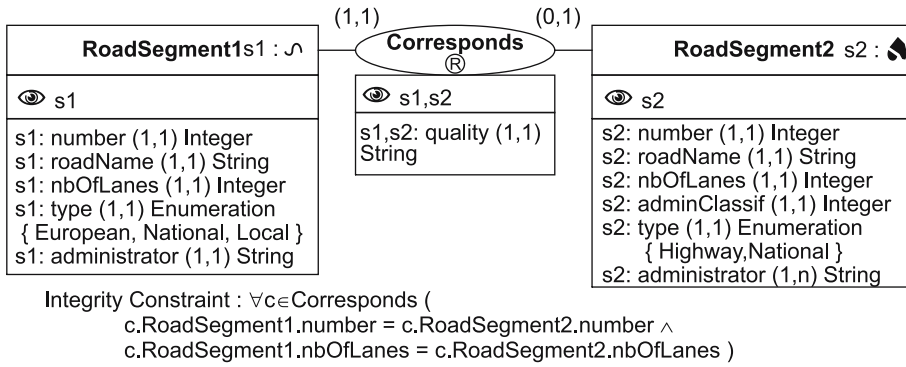 (1,1)
(0,1)
RoadSegment1 s1 :
Corresponds
R
RoadSegment2 s2 :
s1
s1,s2
s2
s1: number (1,1) Integer
s1: roadName (1,1) String
s1: nbOfLanes (1,1) Integer
s1: type (1,1) Enumeration
{ European, National, Local }
s1: administrator (1,1) String
s1,s2: quality (1,1)
String
s2: number (1,1) Integer
s2: roadName (1,1) String
s2: nbOfLanes (1,1) Integer
s2: adminClassif (1,1) Integer
s2: type (1,1) Enumeration
{ Highway,National }
s2: administrator (1,n) String
Integrity Constraint : ∀c∈Corresponds (
c.RoadSegment1.number = c.RoadSegment2.number ∧
c.RoadSegment1.nbOfLanes = c.RoadSegment2.nbOfLanes )